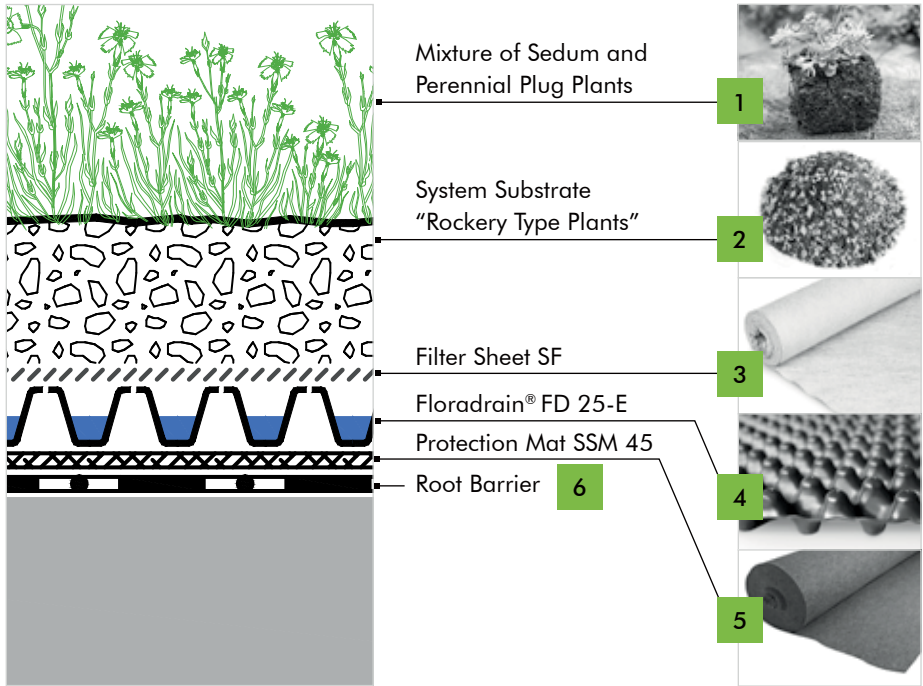 Mixture of Sedum and
Perennial Plug Plants
1
System Substrate
“Rockery Type Plants”
2
Filter Sheet SF
3
Floradrain® FD 25-E
4
Protection Mat SSM 45
5
Root Barrier
6